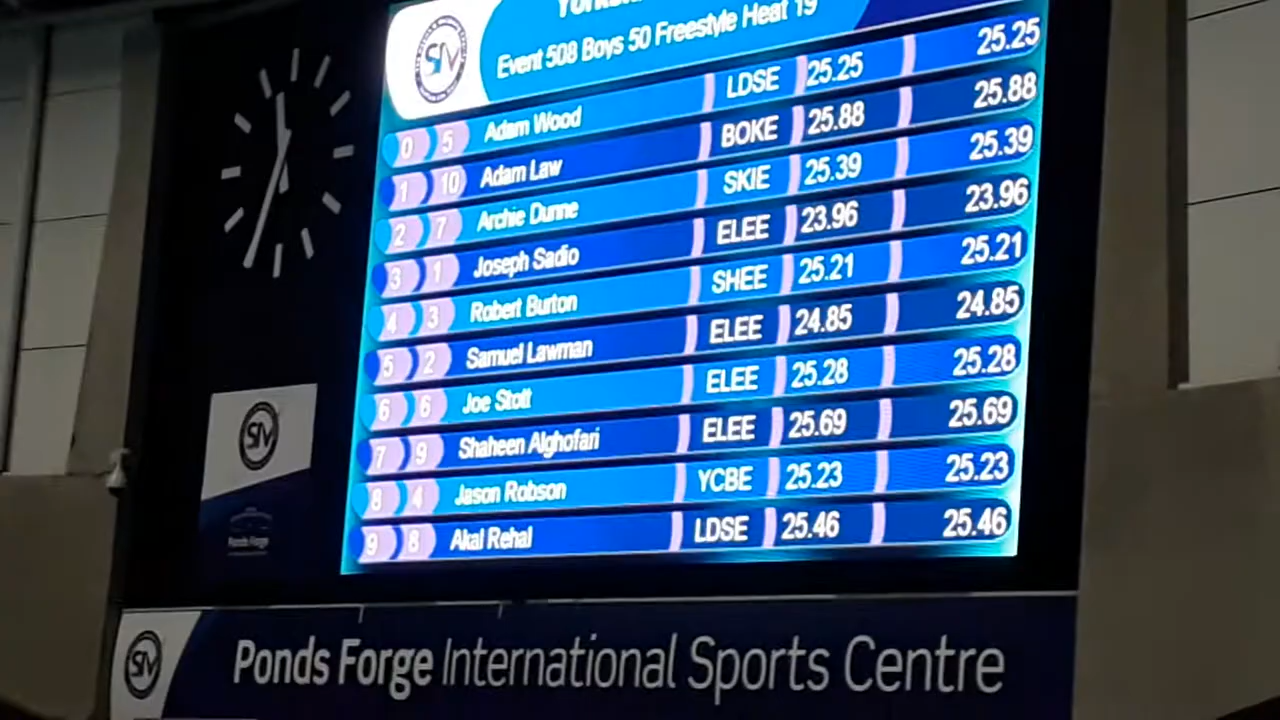 SIV
Event 508 Boys 50 Freestyle Heat 19
0 5 Adam Wood LDSE 25.25 25.25
1 10 Adam Law BOKE 25.88 25.88
2 7 Archie Dunne SKIE 25.39 25.39
3 1 Joseph Sadio ELEE 23.96 23.96
4 3 Robert Burton SHEE 25.21 25.21
5 2 Samuel Lawman ELEE 24.85 24.85
6 6 Joe Stott ELEE 25.28 25.28
7 9 Shaheen Alghofari ELEE 25.69 25.69
8 4 Jason Robson YCBE 25.23 25.23
9 8 Akal Rehal LDSE 25.46 25.46
SIV
Ponds Forge
SIV
Ponds Forge International Sports Centre